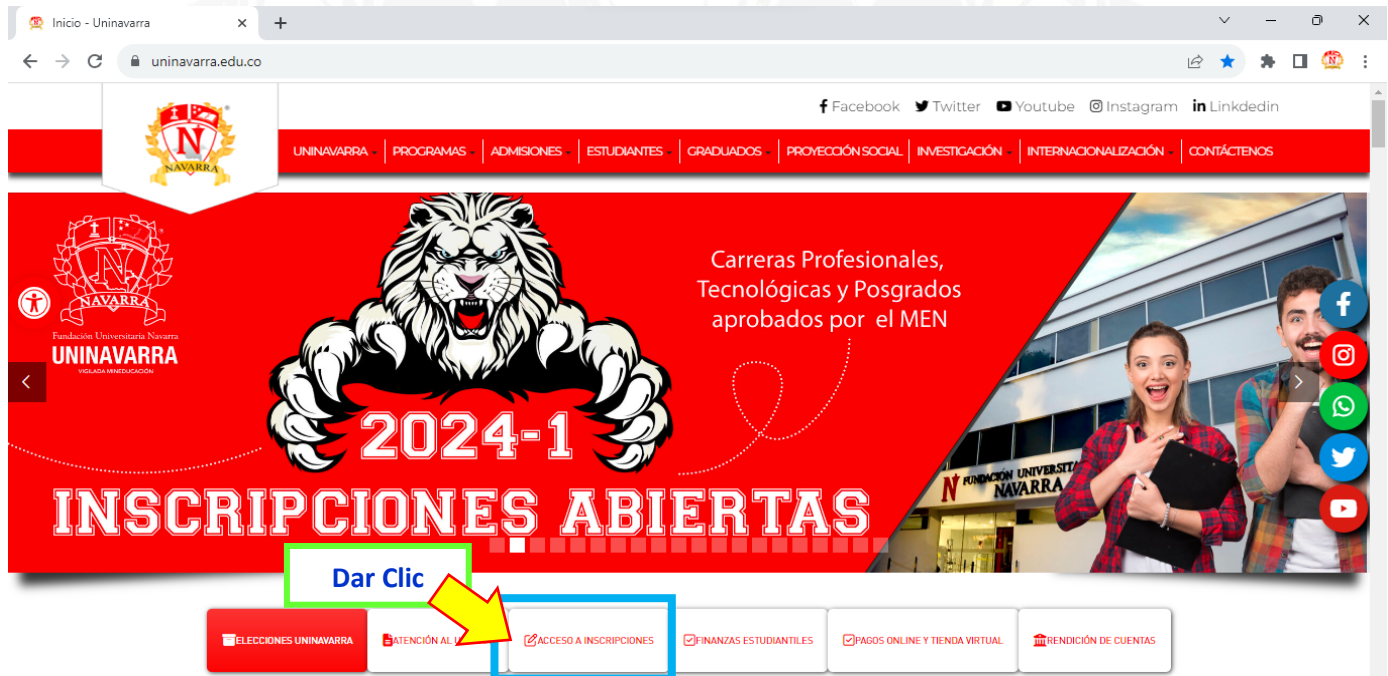 Inicio - Uninavarra
uninavarra.edu.co
Facebook Twitter Youtube Instagram Linkdedin
NAVARRA
UNINAVARRA PROGRAMAS ADMISIONES ESTUDIANTES GRADUADOS PROYECCIÓN SOCIAL INVESTIGACIÓN INTERNACIONALIZACIÓN CONTÁCTENOS
NAVARRA
Fundación Universitaria Navarra
UNINAVARRA
VIGILADA MINEDUCACIÓN
Carreras Profesionales,
Tecnológicas y Posgrados
aprobados por el MEN
2024-1
INSCRIPCIONES ABIERTAS
FUNDACIÓN UNIVERSIT
NAVARRA
Dar Clic
ELECCIONES UNINAVARRA
ATENCIÓN AL U
ACCESO A INSCRIPCIONES
FINANZAS ESTUDIANTILES
PAGOS ONLINE Y TIENDA VIRTUAL
RENDICIÓN DE CUENTAS